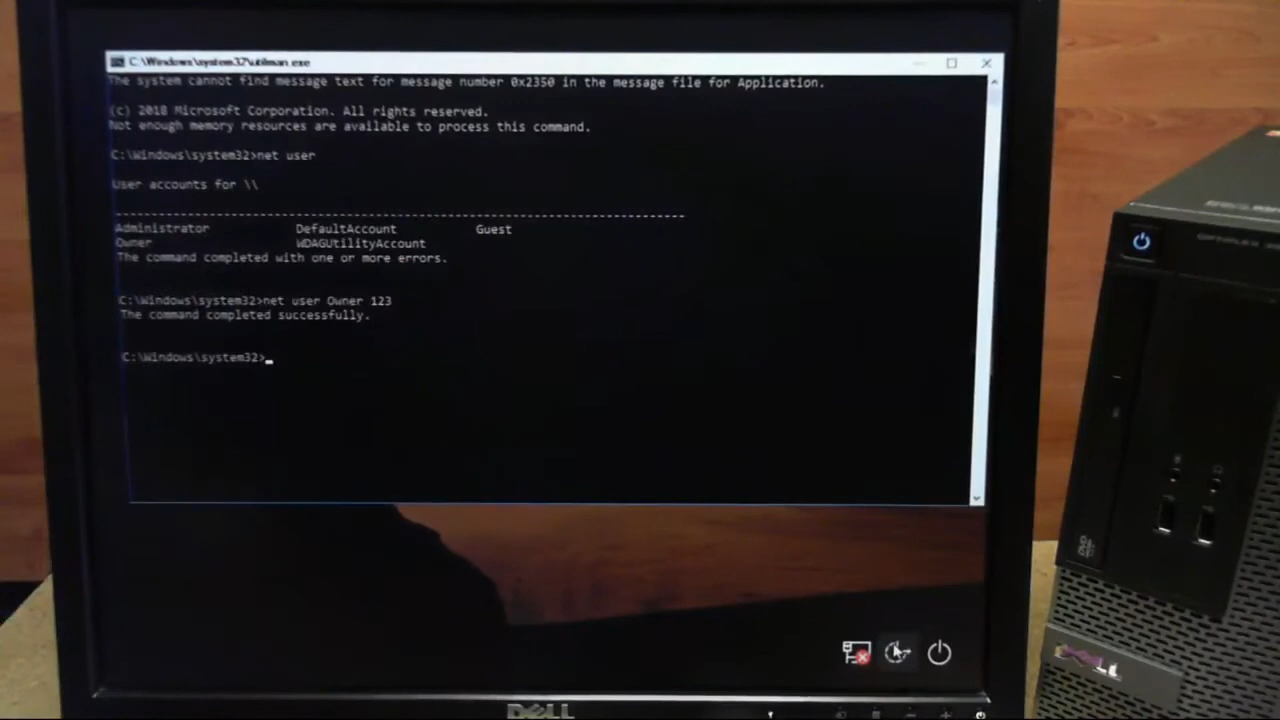 C:\Windows\system32\utilman.exe
The system cannot find message text for message number 0x2350 in the message file for Application.
(c) 2018 Microsoft Corporation. All rights reserved.
Not enough memory resources are available to process this command.
C:\Windows\system32>net user
User accounts for \\
-------------------------------------------------------------------------------
Administrator DefaultAccount Guest
Owner WDAGUtilityAccount
The command completed with one or more errors.
C:\Windows\system32>net user Owner 123
The command completed successfully.
C:\Windows\system32>
DELL